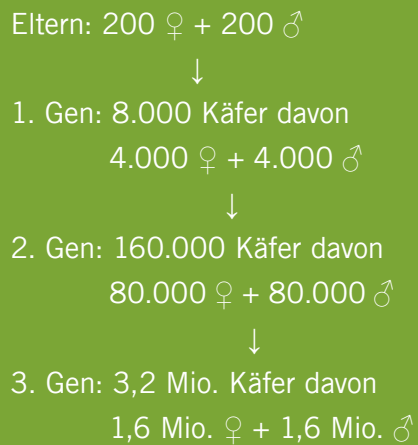 Eltern: 200 ♀ + 200 ♂
↓
1. Gen: 8.000 Käfer davon
4.000 ♀ + 4.000 ♂
↓
2. Gen: 160.000 Käfer davon
80.000 ♀ + 80.000 ♂
↓
3. Gen: 3,2 Mio. Käfer davon
1,6 Mio. ♀ + 1,6 Mio. ♂